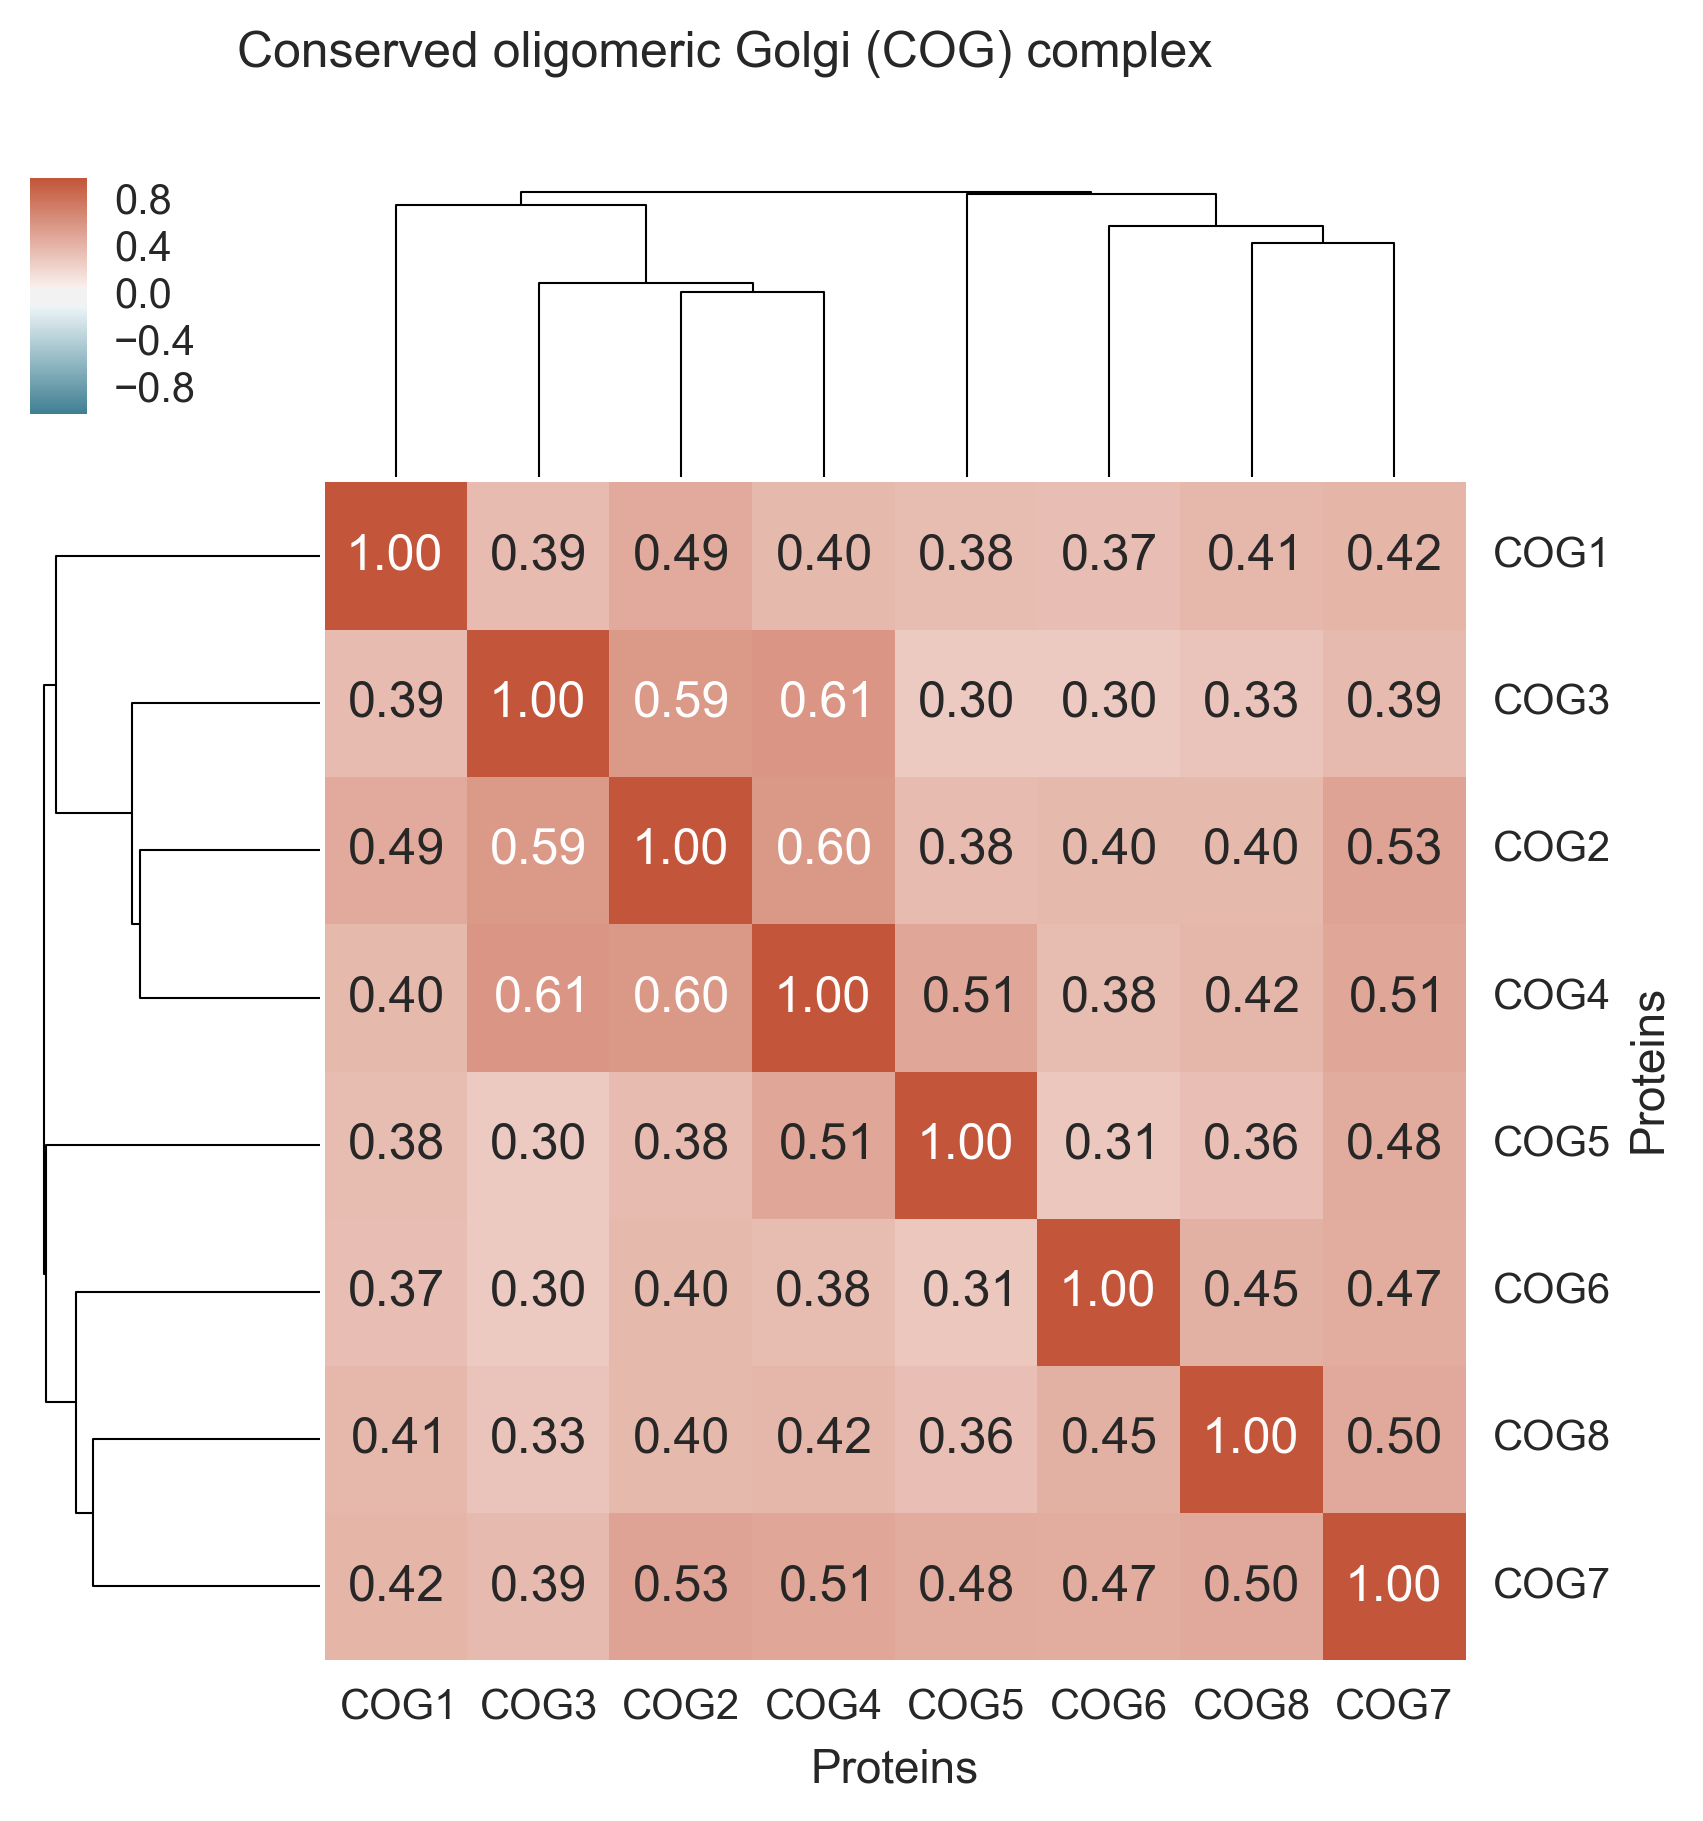 Conserved oligomeric Golgi (COG) complex
0.8
0.4
0.0
−0.4
−0.8
1.00 0.39 0.49 0.40 0.38 0.37 0.41 0.42 COG1
0.39 1.00 0.59 0.61 0.30 0.30 0.33 0.39 COG3
0.49 0.59 1.00 0.60 0.38 0.40 0.40 0.53 COG2
0.40 0.61 0.60 1.00 0.51 0.38 0.42 0.51 COG4
0.38 0.30 0.38 0.51 1.00 0.31 0.36 0.48 COG5
0.37 0.30 0.40 0.38 0.31 1.00 0.45 0.47 COG6
0.41 0.33 0.40 0.42 0.36 0.45 1.00 0.50 COG8
0.42 0.39 0.53 0.51 0.48 0.47 0.50 1.00 COG7
Proteins
COG1 COG3 COG2 COG4 COG5 COG6 COG8 COG7
Proteins